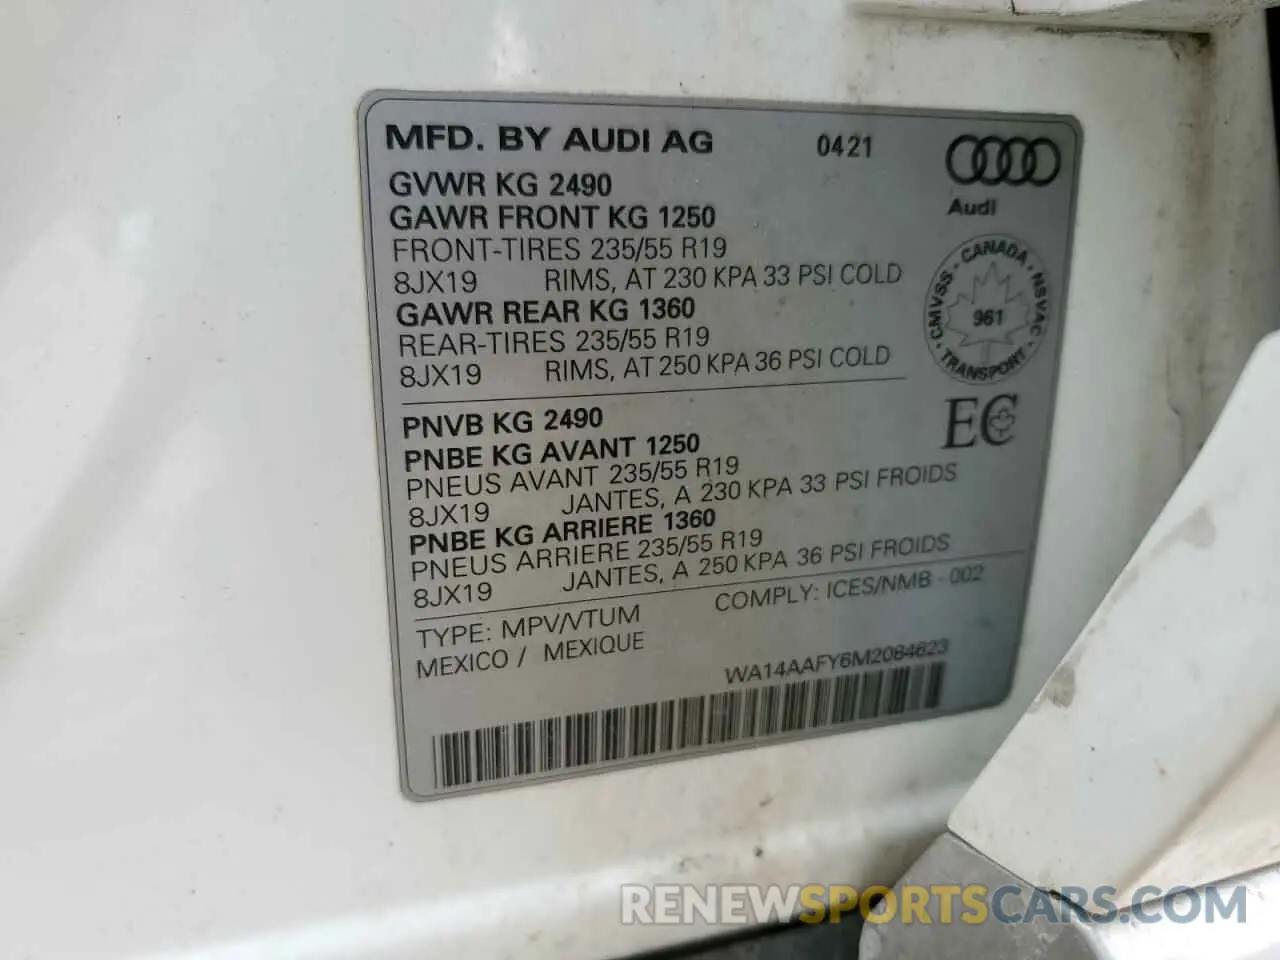 MFD. BY AUDI AG 0421
Audi
GVWR KG 2490
GAWR FRONT KG 1250
FRONT-TIRES 235/55 R19
8JX19 RIMS, AT 230 KPA 33 PSI COLD
GAWR REAR KG 1360
REAR-TIRES 235/55 R19
8JX19 RIMS, AT 250 KPA 36 PSI COLD
CMVSS · CANADA · NSVAC · TRANSPORT ·
961
EC
PNVB KG 2490
PNBE KG AVANT 1250
PNEUS AVANT 235/55 R19
8JX19 JANTES, A 230 KPA 33 PSI FROIDS
PNBE KG ARRIERE 1360
PNEUS ARRIERE 235/55 R19
8JX19 JANTES, A 250 KPA 36 PSI FROIDS
TYPE: MPV/VTUM COMPLY: ICES/NMB - 002
MEXICO / MEXIQUE
WA14AAFY6M2084623
RENEWSPORTSCARS.COM